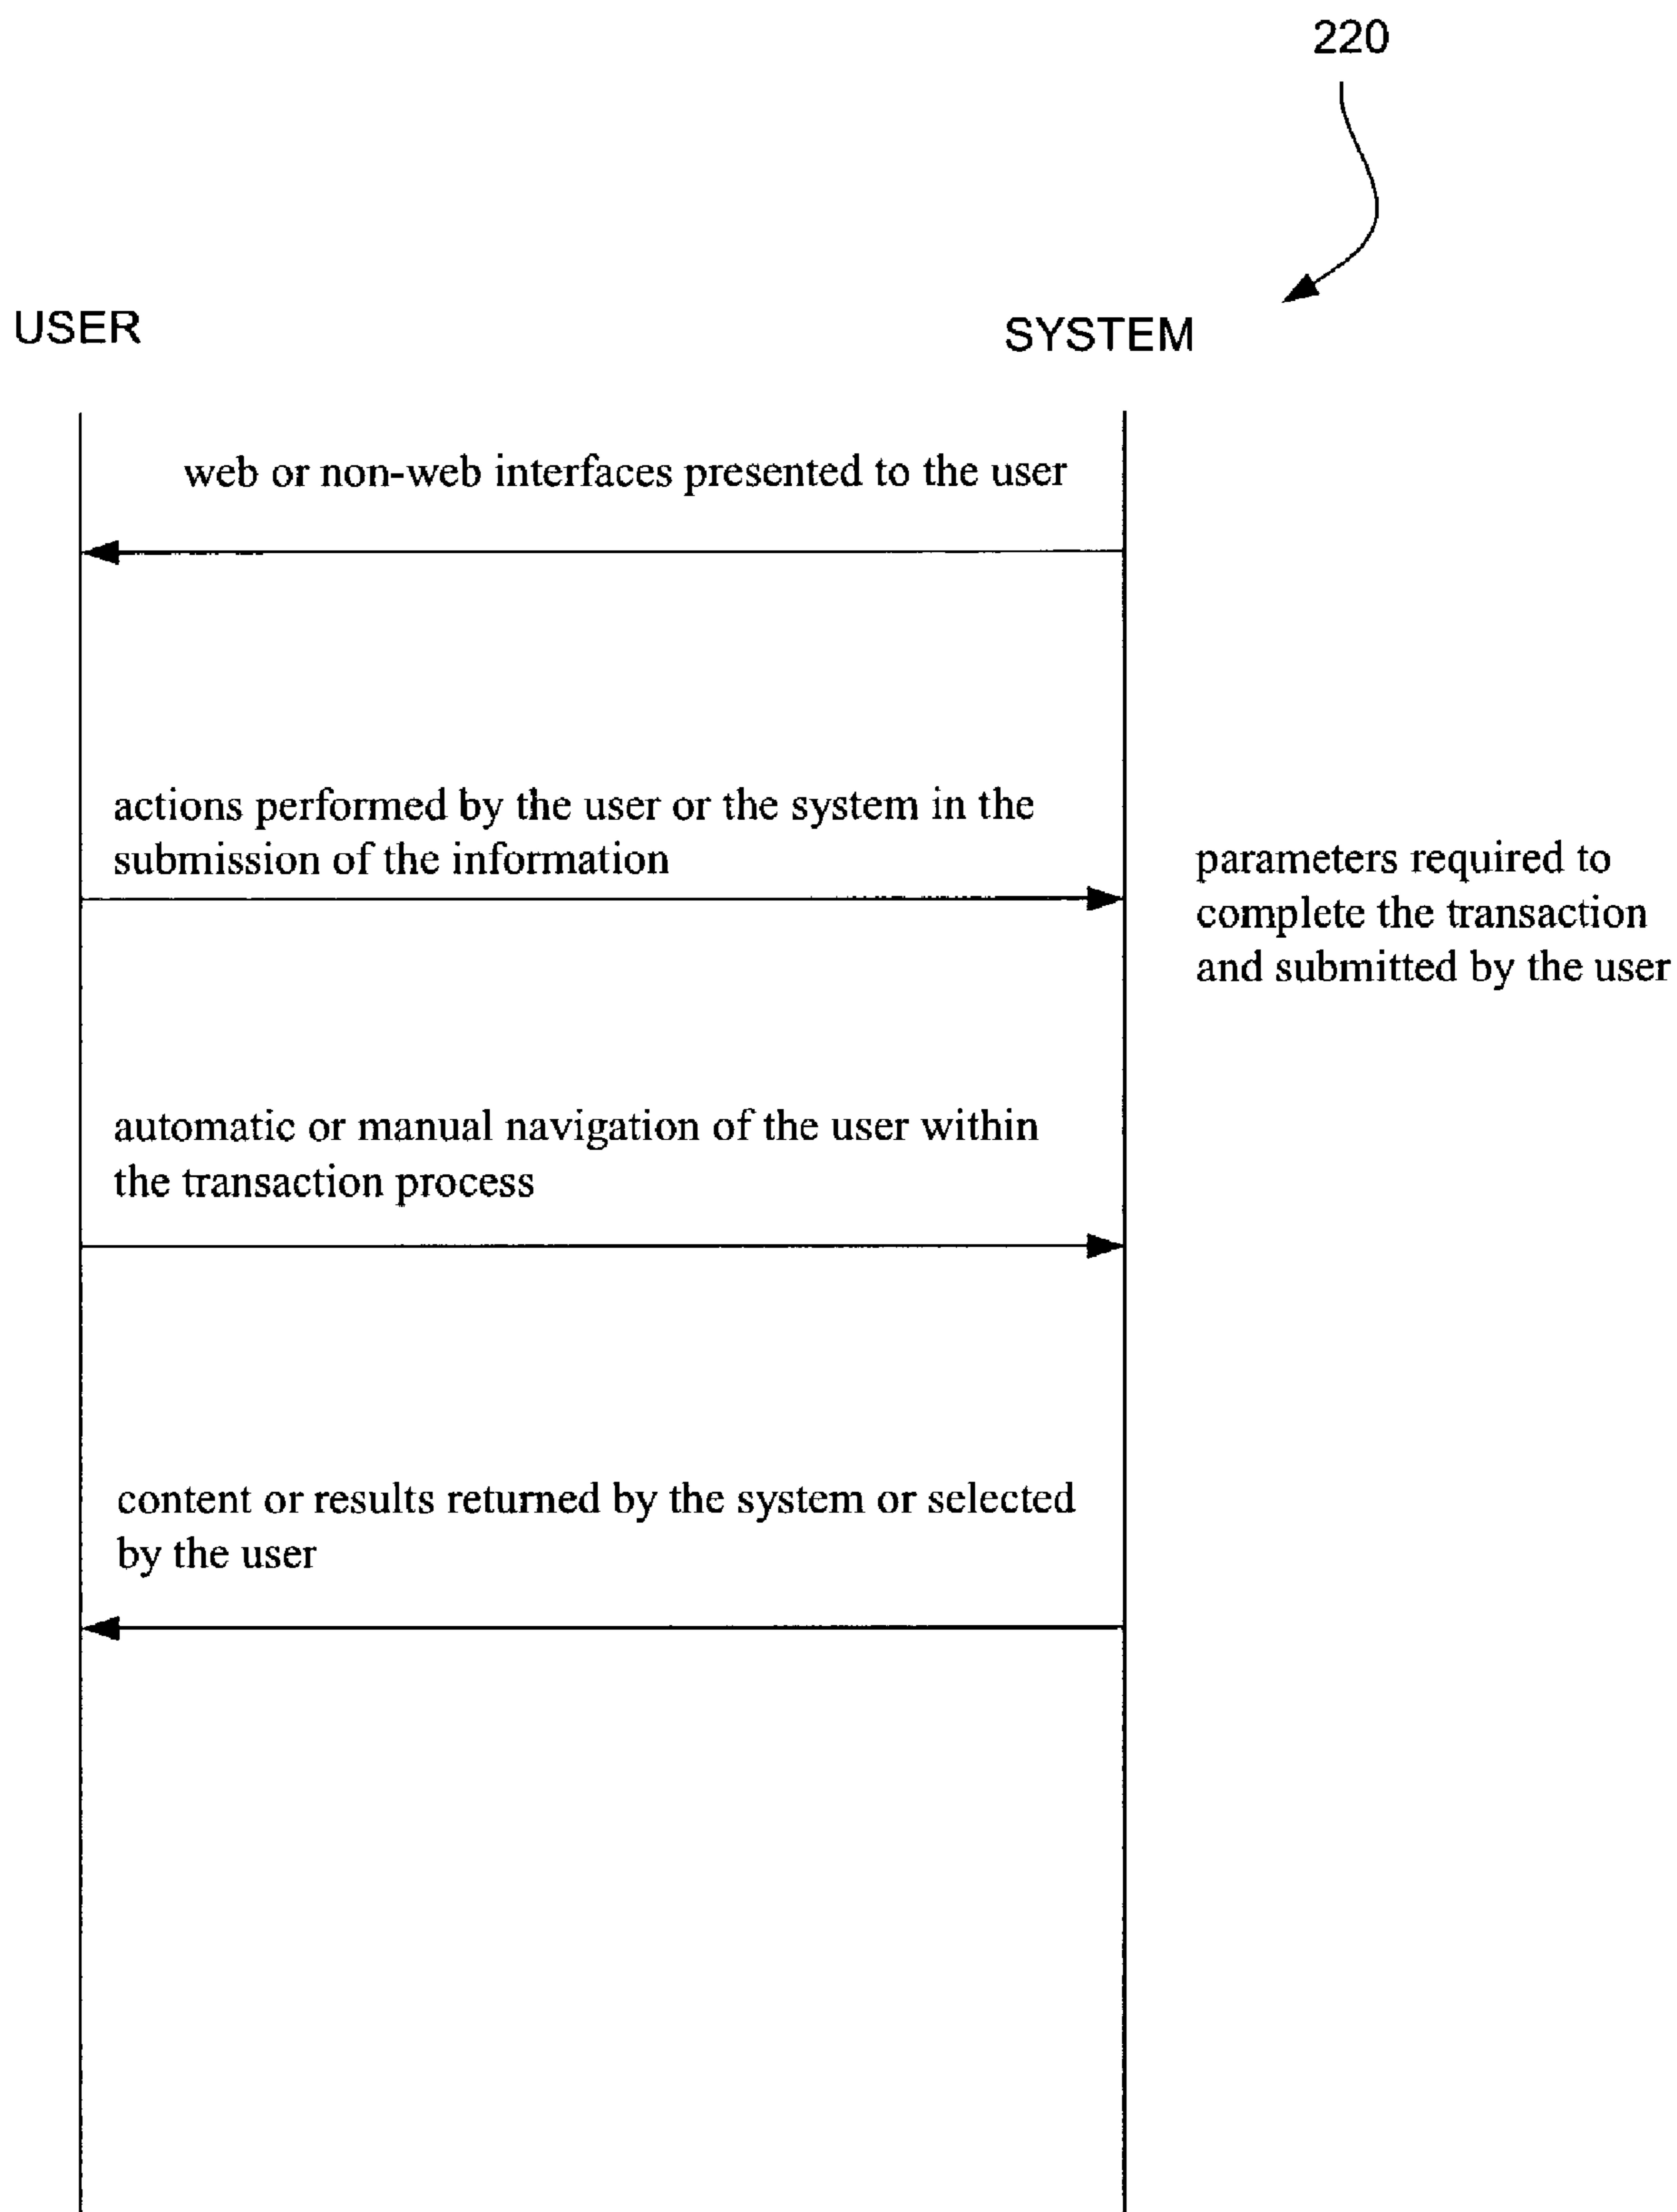 220
USER
SYSTEM
web or non-web interfaces presented to the user
actions performed by the user or the system in the
submission of the information
parameters required to
complete the transaction
and submitted by the user
automatic or manual navigation of the user within
the transaction process
content or results returned by the system or selected
by the user